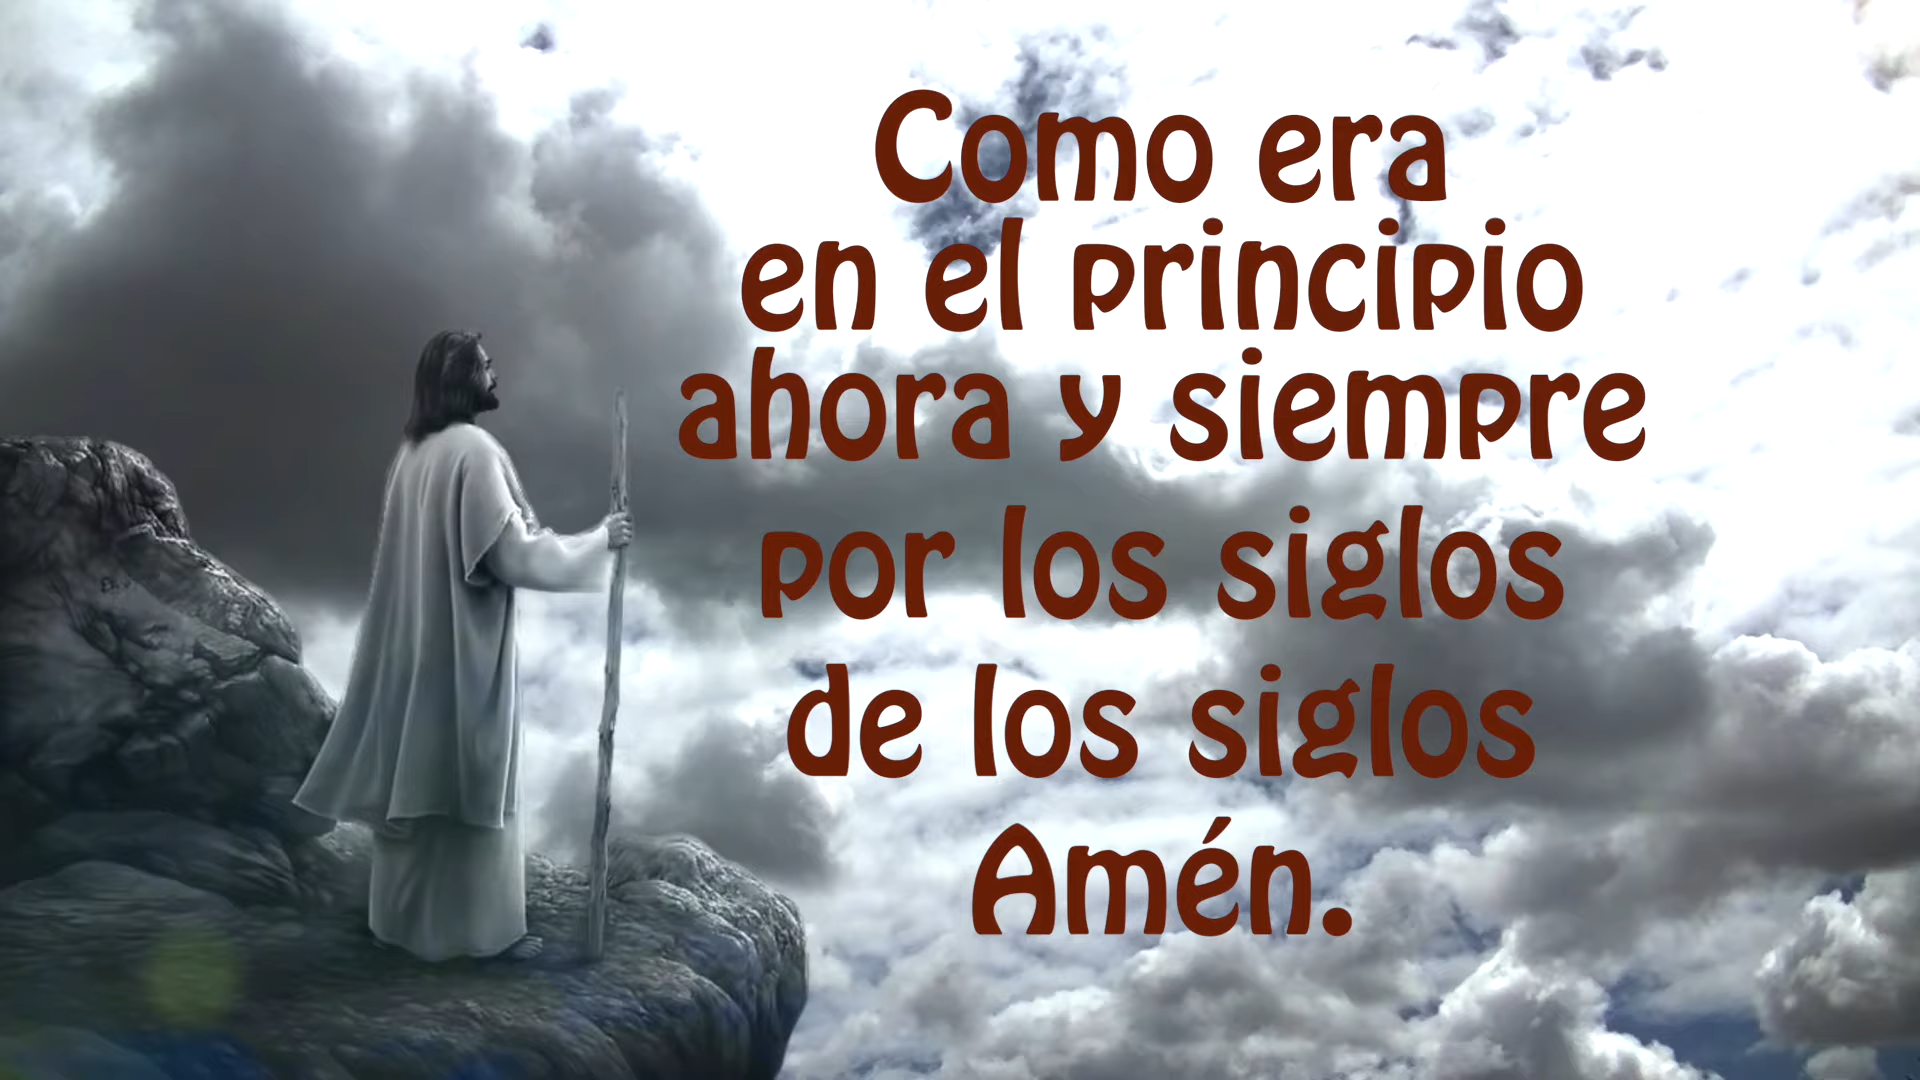 Como era
en el principio
ahora y siempre
por los siglos
de los siglos
Amén.